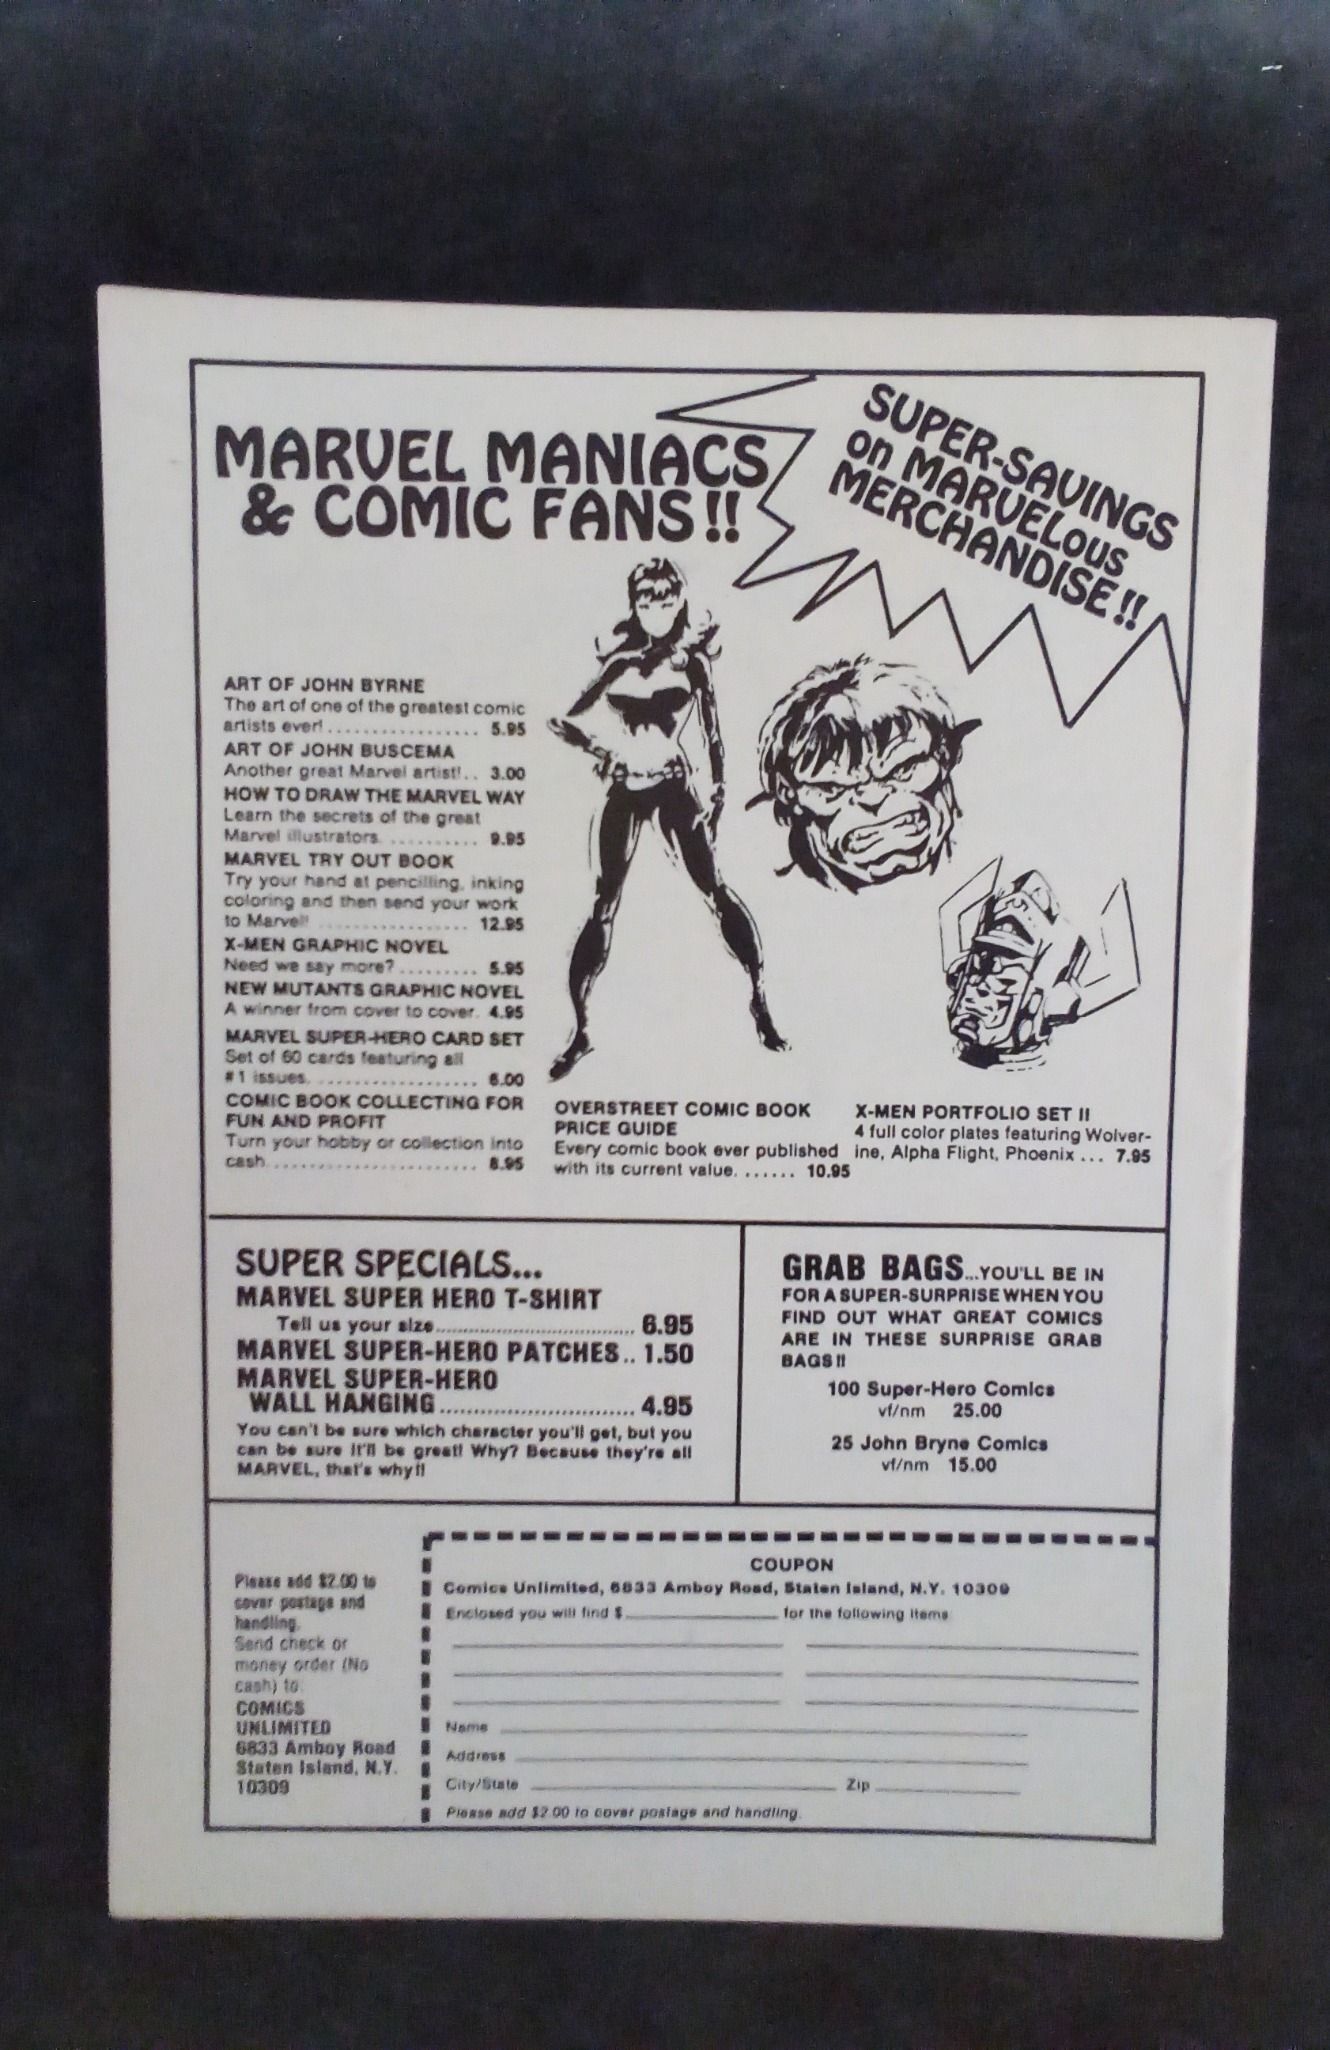 MARVEL MANIACS
& COMIC FANS!!
SUPER-SAVINGS
on MARVELous
MERCHANDISE!!
ART OF JOHN BYRNE
The art of one of the greatest comic
artists ever! ................. 5.95
ART OF JOHN BUSCEMA
Another great Marvel artist!.. 3.00
HOW TO DRAW THE MARVEL WAY
Learn the secrets of the great
Marvel illustrators. .......... 9.95
MARVEL TRY OUT BOOK
Try your hand at pencilling, inking
coloring and then send your work
to Marvel! ................. 12.95
X-MEN GRAPHIC NOVEL
Need we say more? ......... 5.95
NEW MUTANTS GRAPHIC NOVEL
A winner from cover to cover. 4.95
MARVEL SUPER-HERO CARD SET
Set of 60 cards featuring all
#1 issues. .................. 6.00
COMIC BOOK COLLECTING FOR
FUN AND PROFIT
Turn your hobby or collection into
cash. ...................... 8.95
OVERSTREET COMIC BOOK
PRICE GUIDE
Every comic book ever published
with its current value. ...... 10.95
X-MEN PORTFOLIO SET II
4 full color plates featuring Wolver-
ine, Alpha Flight, Phoenix ... 7.95
SUPER SPECIALS...
MARVEL SUPER HERO T-SHIRT
Tell us your size.................................... 6.95
MARVEL SUPER-HERO PATCHES.. 1.50
MARVEL SUPER-HERO
WALL HANGING.............................. 4.95
You can't be sure which character you'll get, but you
can be sure it'll be great! Why? Because they're all
MARVEL, that's why!!
GRAB BAGS...YOU'LL BE IN
FOR A SUPER-SURPRISE WHEN YOU
FIND OUT WHAT GREAT COMICS
ARE IN THESE SURPRISE GRAB
BAGS!!
100 Super-Hero Comics
vf/nm 25.00
25 John Bryne Comics
vf/nm 15.00
Please add $2.00 to
cover postage and
handling.
Send check or
money order (No
cash) to:
COMICS
UNLIMITED
6833 Amboy Road
Staten Island, N.Y.
10309
COUPON
Comics Unlimited, 6833 Amboy Road, Staten Island, N.Y. 10309
Enclosed you will find $ for the following items
Name
Address
City/State Zip
Please add $2.00 to cover postage and handling.